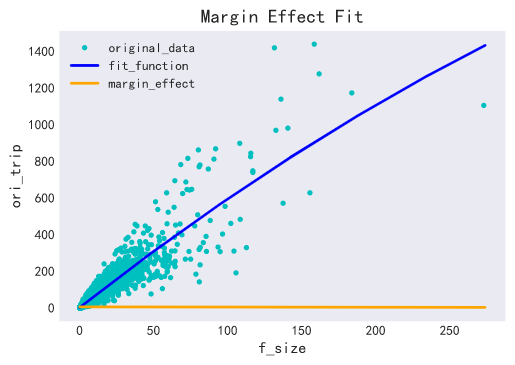 Margin Effect Fit
original_data
fit_function
margin_effect
1400
1200
1000
800
600
400
200
0
ori_trip
0 50 100 150 200 250
f_size